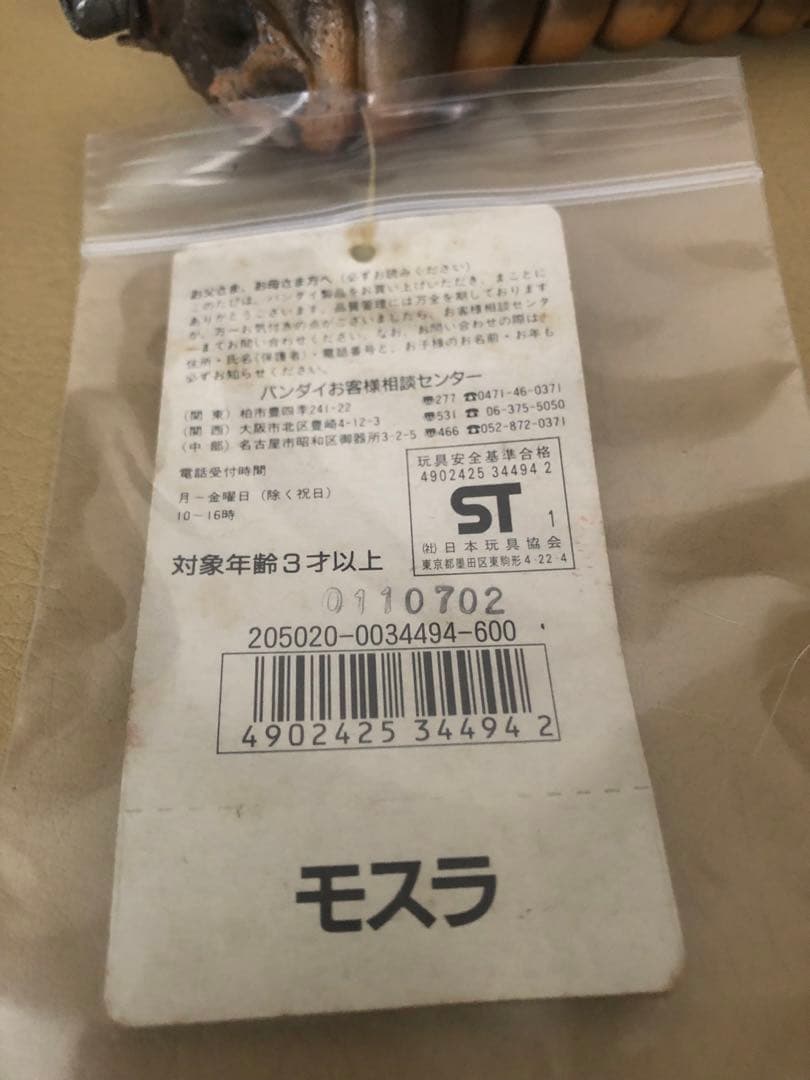 お父さま、お母さま方へ(必ずお読みください)
このたびは、バンダイ製品をお買い上げいただき、まことに
ありがとうございます。品質管理には万全を期しております
が、万一お気付きの点がございましたら、お客様相談センタ
ーまでお問い合わせください。なお、お問い合わせの際は、
住所・氏名(保護者)・電話番号と、お子様のお名前・お年も
必ずお知らせください。
バンダイお客様相談センター
(関 東) 柏市豊四季241-22 〠277 ☎0471-46-0371
(関 西) 大阪市北区豊崎4-12-3 〠531 ☎06-375-5050
(中 部) 名古屋市昭和区御器所3-2-5 〠466 ☎052-872-0371
電話受付時間
月-金曜日(除く祝日)
10-16時
玩具安全基準合格
4902425 34494 2
ST 1
(社)日本玩具協会
東京都墨田区東駒形4-22-4
対象年齢3才以上
0110702
205020-0034494-600
4902425 344942
モスラ